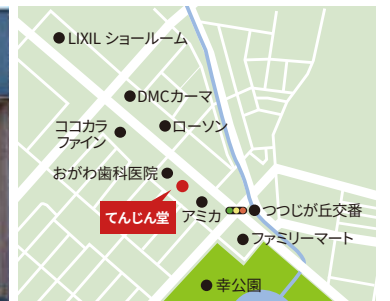 LIXIL ショールーム
DMCカーマ
ココカラ
ファイン
ローソン
おがわ歯科医院
てんじん堂
アミカ
つつじが丘交番
ファミリーマート
幸公園